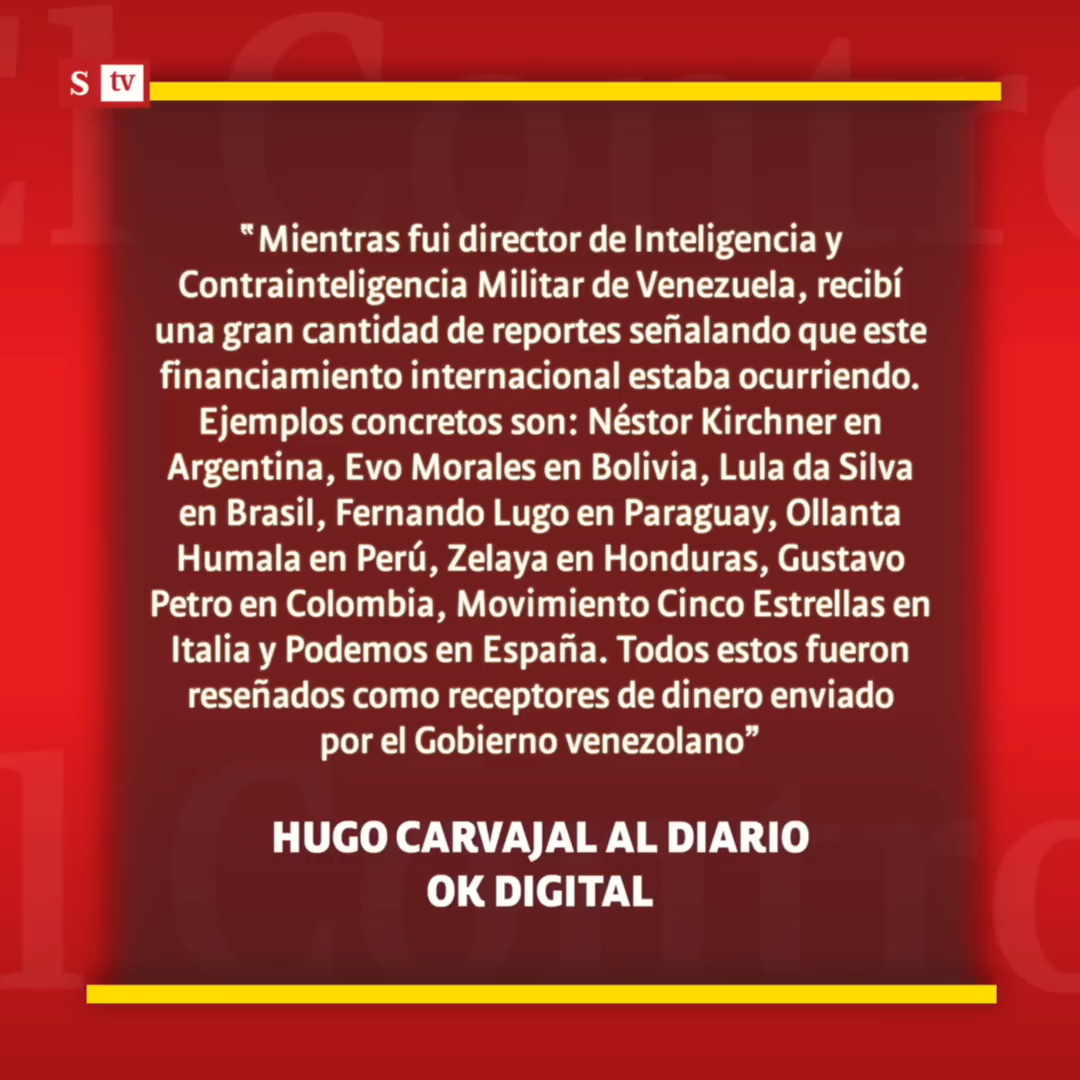 S tv
“Mientras fui director de Inteligencia y
Contrainteligencia Militar de Venezuela, recibí
una gran cantidad de reportes señalando que este
financiamiento internacional estaba ocurriendo.
Ejemplos concretos son: Néstor Kirchner en
Argentina, Evo Morales en Bolivia, Lula da Silva
en Brasil, Fernando Lugo en Paraguay, Ollanta
Humala en Perú, Zelaya en Honduras, Gustavo
Petro en Colombia, Movimiento Cinco Estrellas en
Italia y Podemos en España. Todos estos fueron
reseñados como receptores de dinero enviado
por el Gobierno venezolano”
HUGO CARVAJAL AL DIARIO
OK DIGITAL